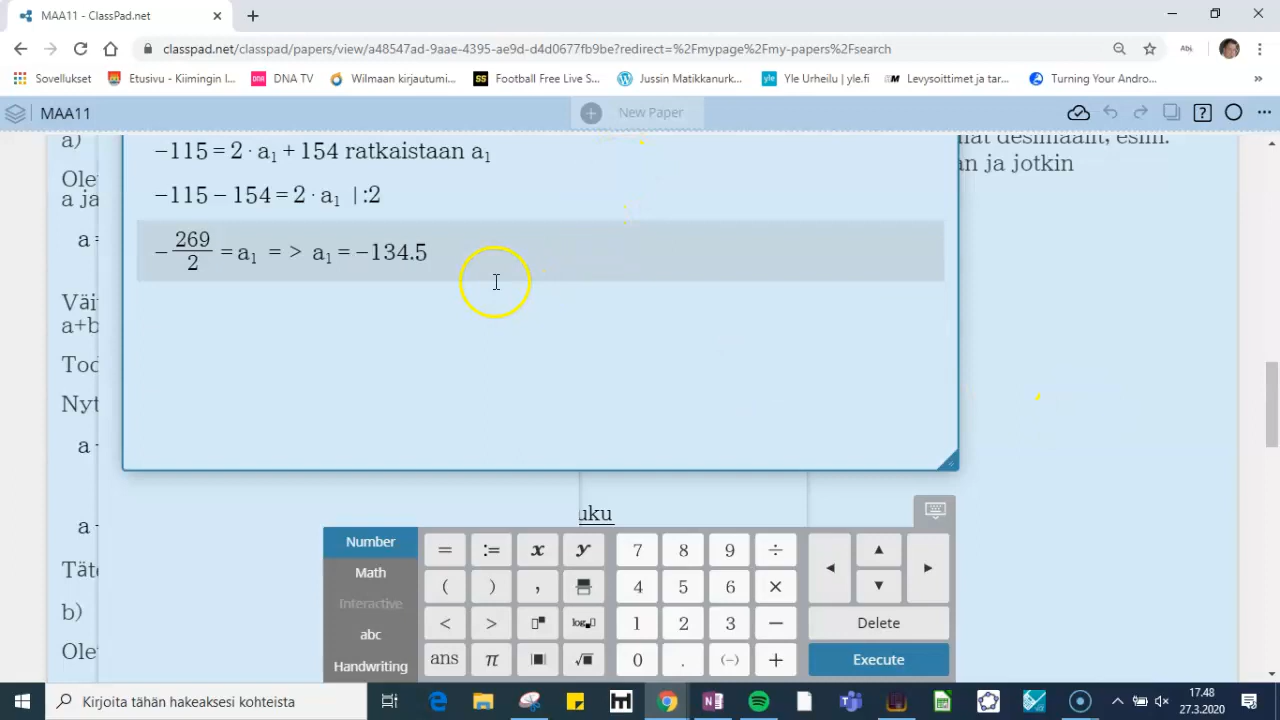 MAA11 - ClassPad.net
classpad.net/classpad/papers/view/a48547ad-9aae-4395-ae9d-d4d0677fb9be?redirect=%2Fmypage%2Fmy-papers%2Fsearch
Sovellukset Etusivu - Kiimingin I... DNA TV Wilmaan kirjautumi... Football Free Live S... Jussin Matikkanurk... Yle Urheilu | yle.fi Levysoittimet ja tar... Turning Your Andro... »
MAA11 New Paper
a) mät desimaalit, esim.
−115 = 2 · a₁ + 154 ratkaistaan a₁ an ja jotkin
Ole
a ja −115 − 154 = 2 · a₁ | :2
a= −269/2 = a₁ = > a₁ = −134.5
Väi
a+b
Tod
Nyt
a
uku
a
Number = := x y 7 8 9 ÷
Math ( ) , 4 5 6 ×
Täte
Interactive
b)
abc < > log 1 2 3 − Delete
Ole
Handwriting ans π √ 0 . (−) + Execute
Kirjoita tähän hakeaksesi kohteista
17.48
27.3.2020